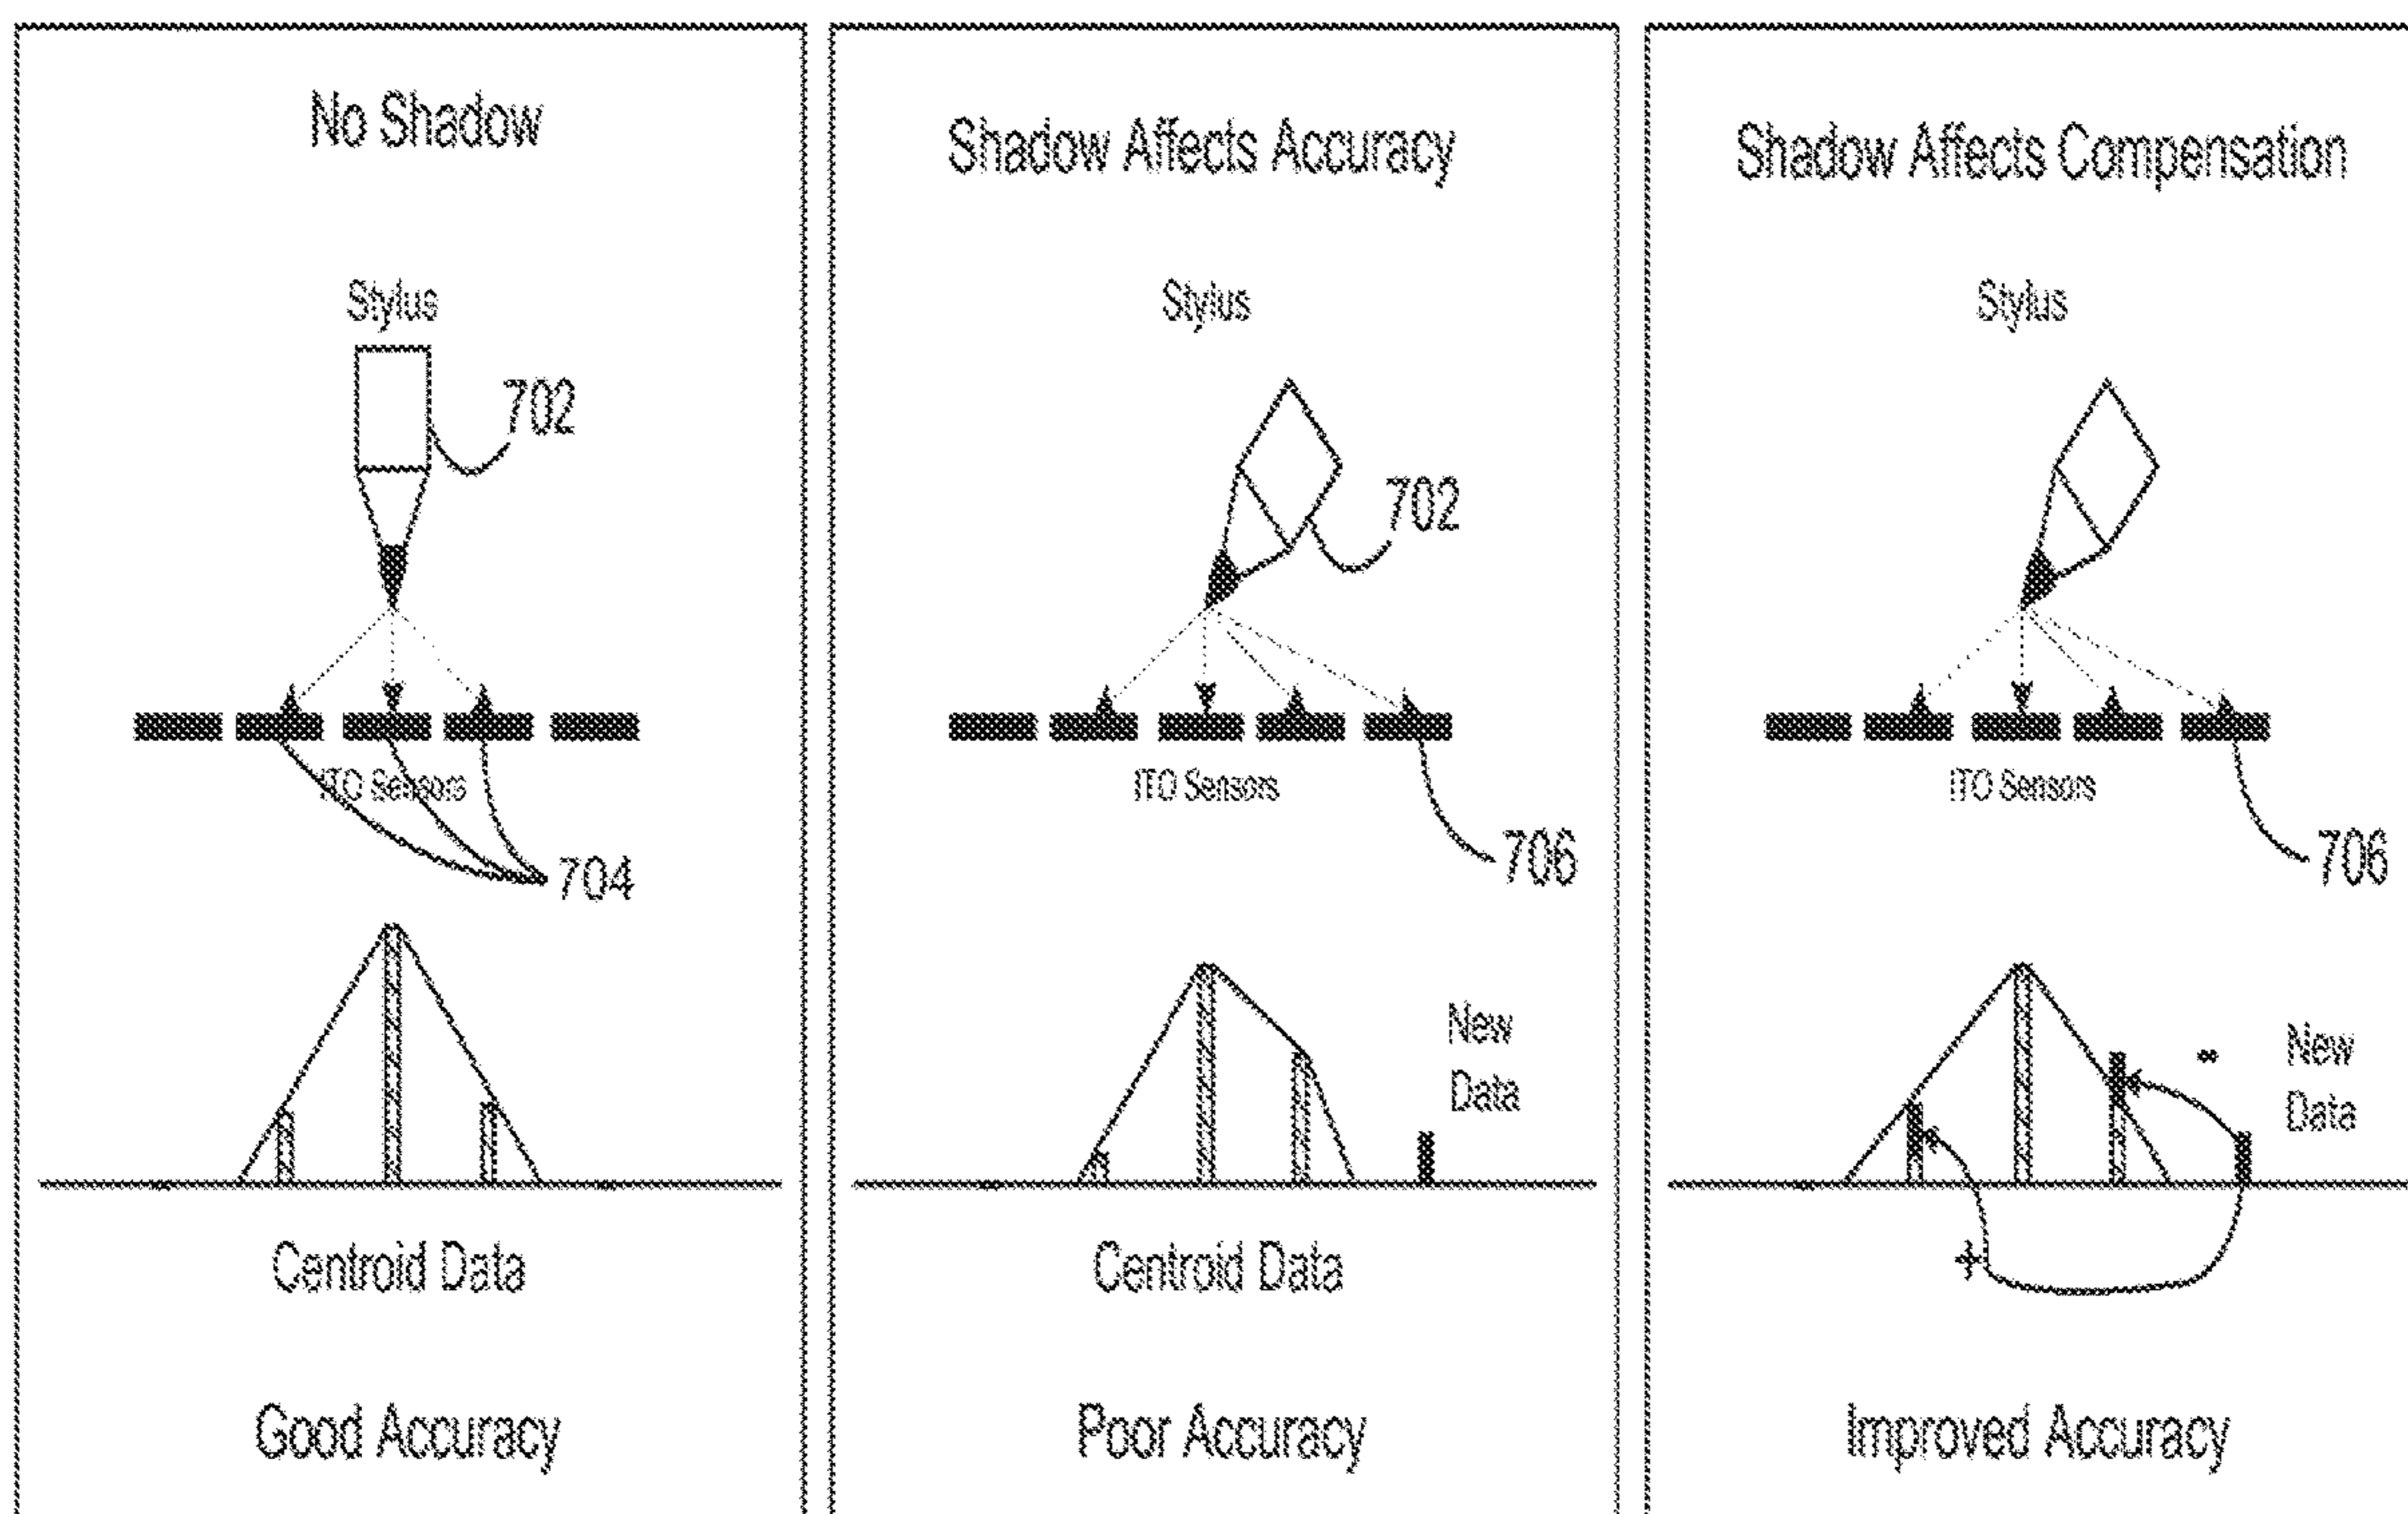 No Shadow
Stylus
702
ITO Sensors
704
Centroid Data
Good Accuracy
Shadow Affects Accuracy
Stylus
702
ITO Sensors
706
New
Data
Centroid Data
Poor Accuracy
Shadow Affects Compensation
Stylus
ITO Sensors
706
-
New
Data
+
Improved Accuracy